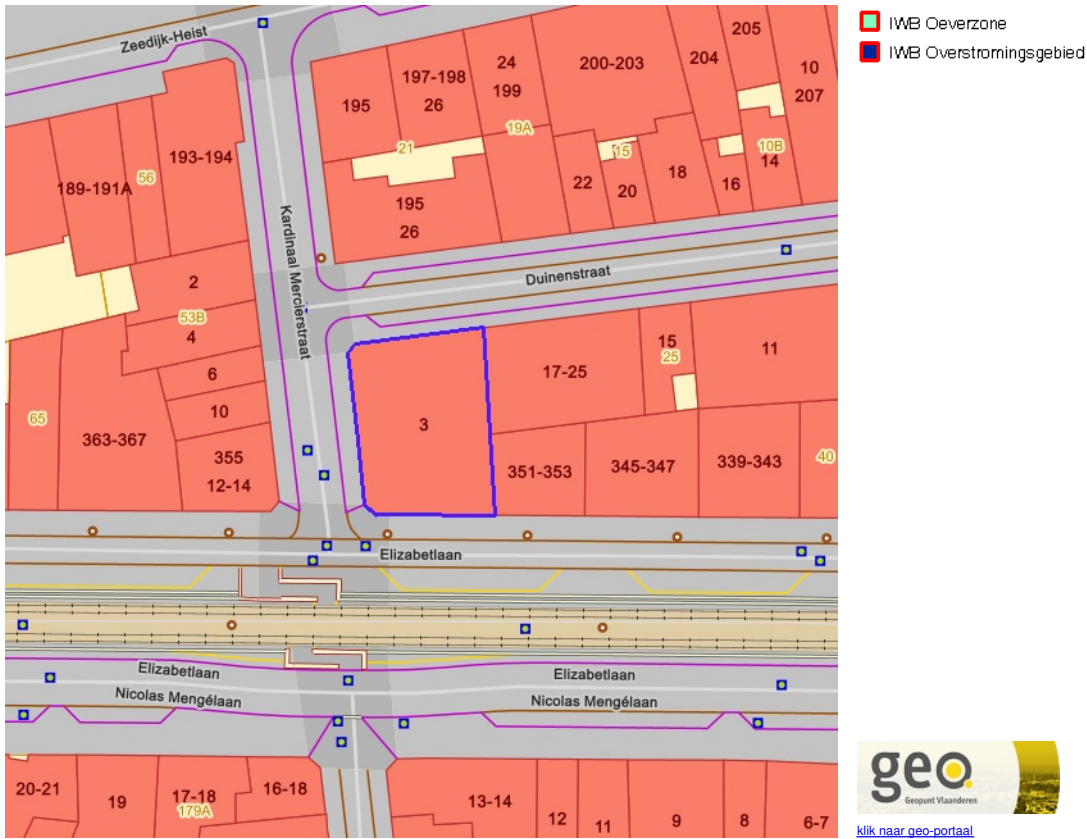 Zeedijk-Heist
IWB Oeverzone
IWB Overstromingsgebied
205
204
200-203
24
199
197-198
26
195
10
207
19A
21
15
10B
14
193-194
56
189-191A
22
20
18
16
195
26
Kardinaal Mercierstraat
Duinenstraat
2
53B
4
6
10
355
12-14
65
363-367
3
17-25
15
25
11
351-353
345-347
339-343
40
Elizabetlaan
Elizabetlaan
Elizabetlaan
Nicolas Mengélaan
Nicolas Mengélaan
20-21
19
17-18
179A
16-18
13-14
12
11
9
8
6-7
geo
Geopunt Vlaanderen
klik naar geo-portaal